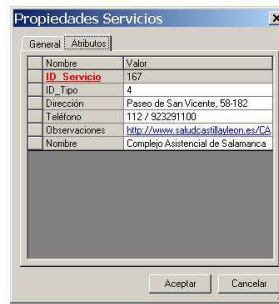 Propiedades Servicios
General Atributos
Nombre Valor
ID_Servicio 167
ID_Tipo 4
Dirección Paseo de San Vicente, 58-182
Teléfono 112 / 923291100
Observaciones http://www.saludcastillayleon.es/CA
Nombre Complejo Asistencial de Salamanca
Aceptar Cancelar